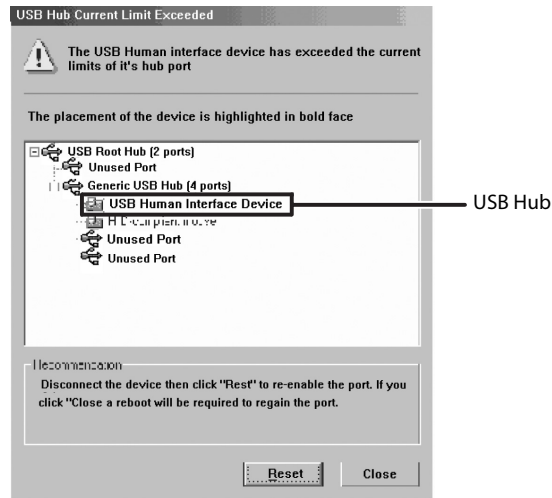 USB Hub Current Limit Exceeded
The USB Human interface device has exceeded the current
limits of it's hub port
The placement of the device is highlighted in bold face
USB Root Hub (2 ports)
Unused Port
Generic USB Hub (4 ports)
USB Human Interface Device
USB Hub
Unused Port
Unused Port
Recommencation
Disconnect the device then click "Rest" to re-enable the port. If you
click "Close a reboot will be required to regain the port.
Reset
Close